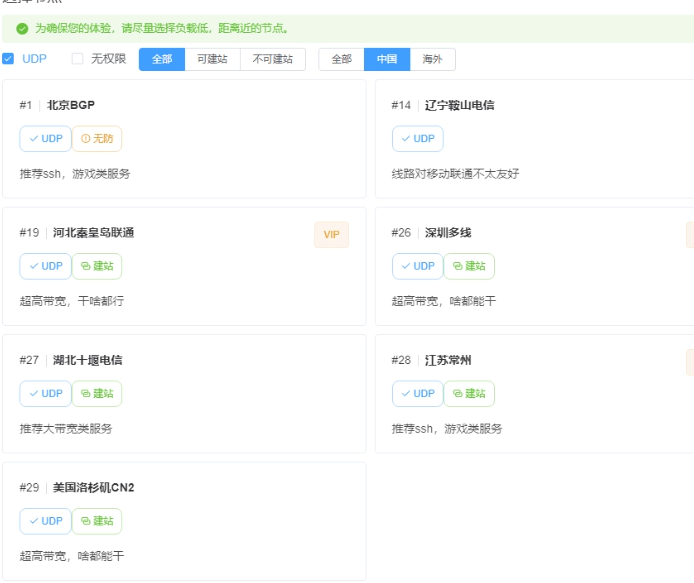 选择节点
为确保您的体验，请尽量选择负载低，距离近的节点。
UDP 无权限 全部 可建站 不可建站 全部 中国 海外
#1 北京BGP
UDP 无防
推荐ssh，游戏类服务
#14 辽宁鞍山电信
UDP
线路对移动联通不太友好
#19 河北秦皇岛联通 VIP
UDP 建站
超高带宽，干啥都行
#26 深圳多线
UDP 建站
超高带宽，啥都能干
#27 湖北十堰电信
UDP 建站
推荐大带宽类服务
#28 江苏常州
UDP 建站
推荐ssh，游戏类服务
#29 美国洛杉矶CN2
UDP 建站
超高带宽，啥都能干